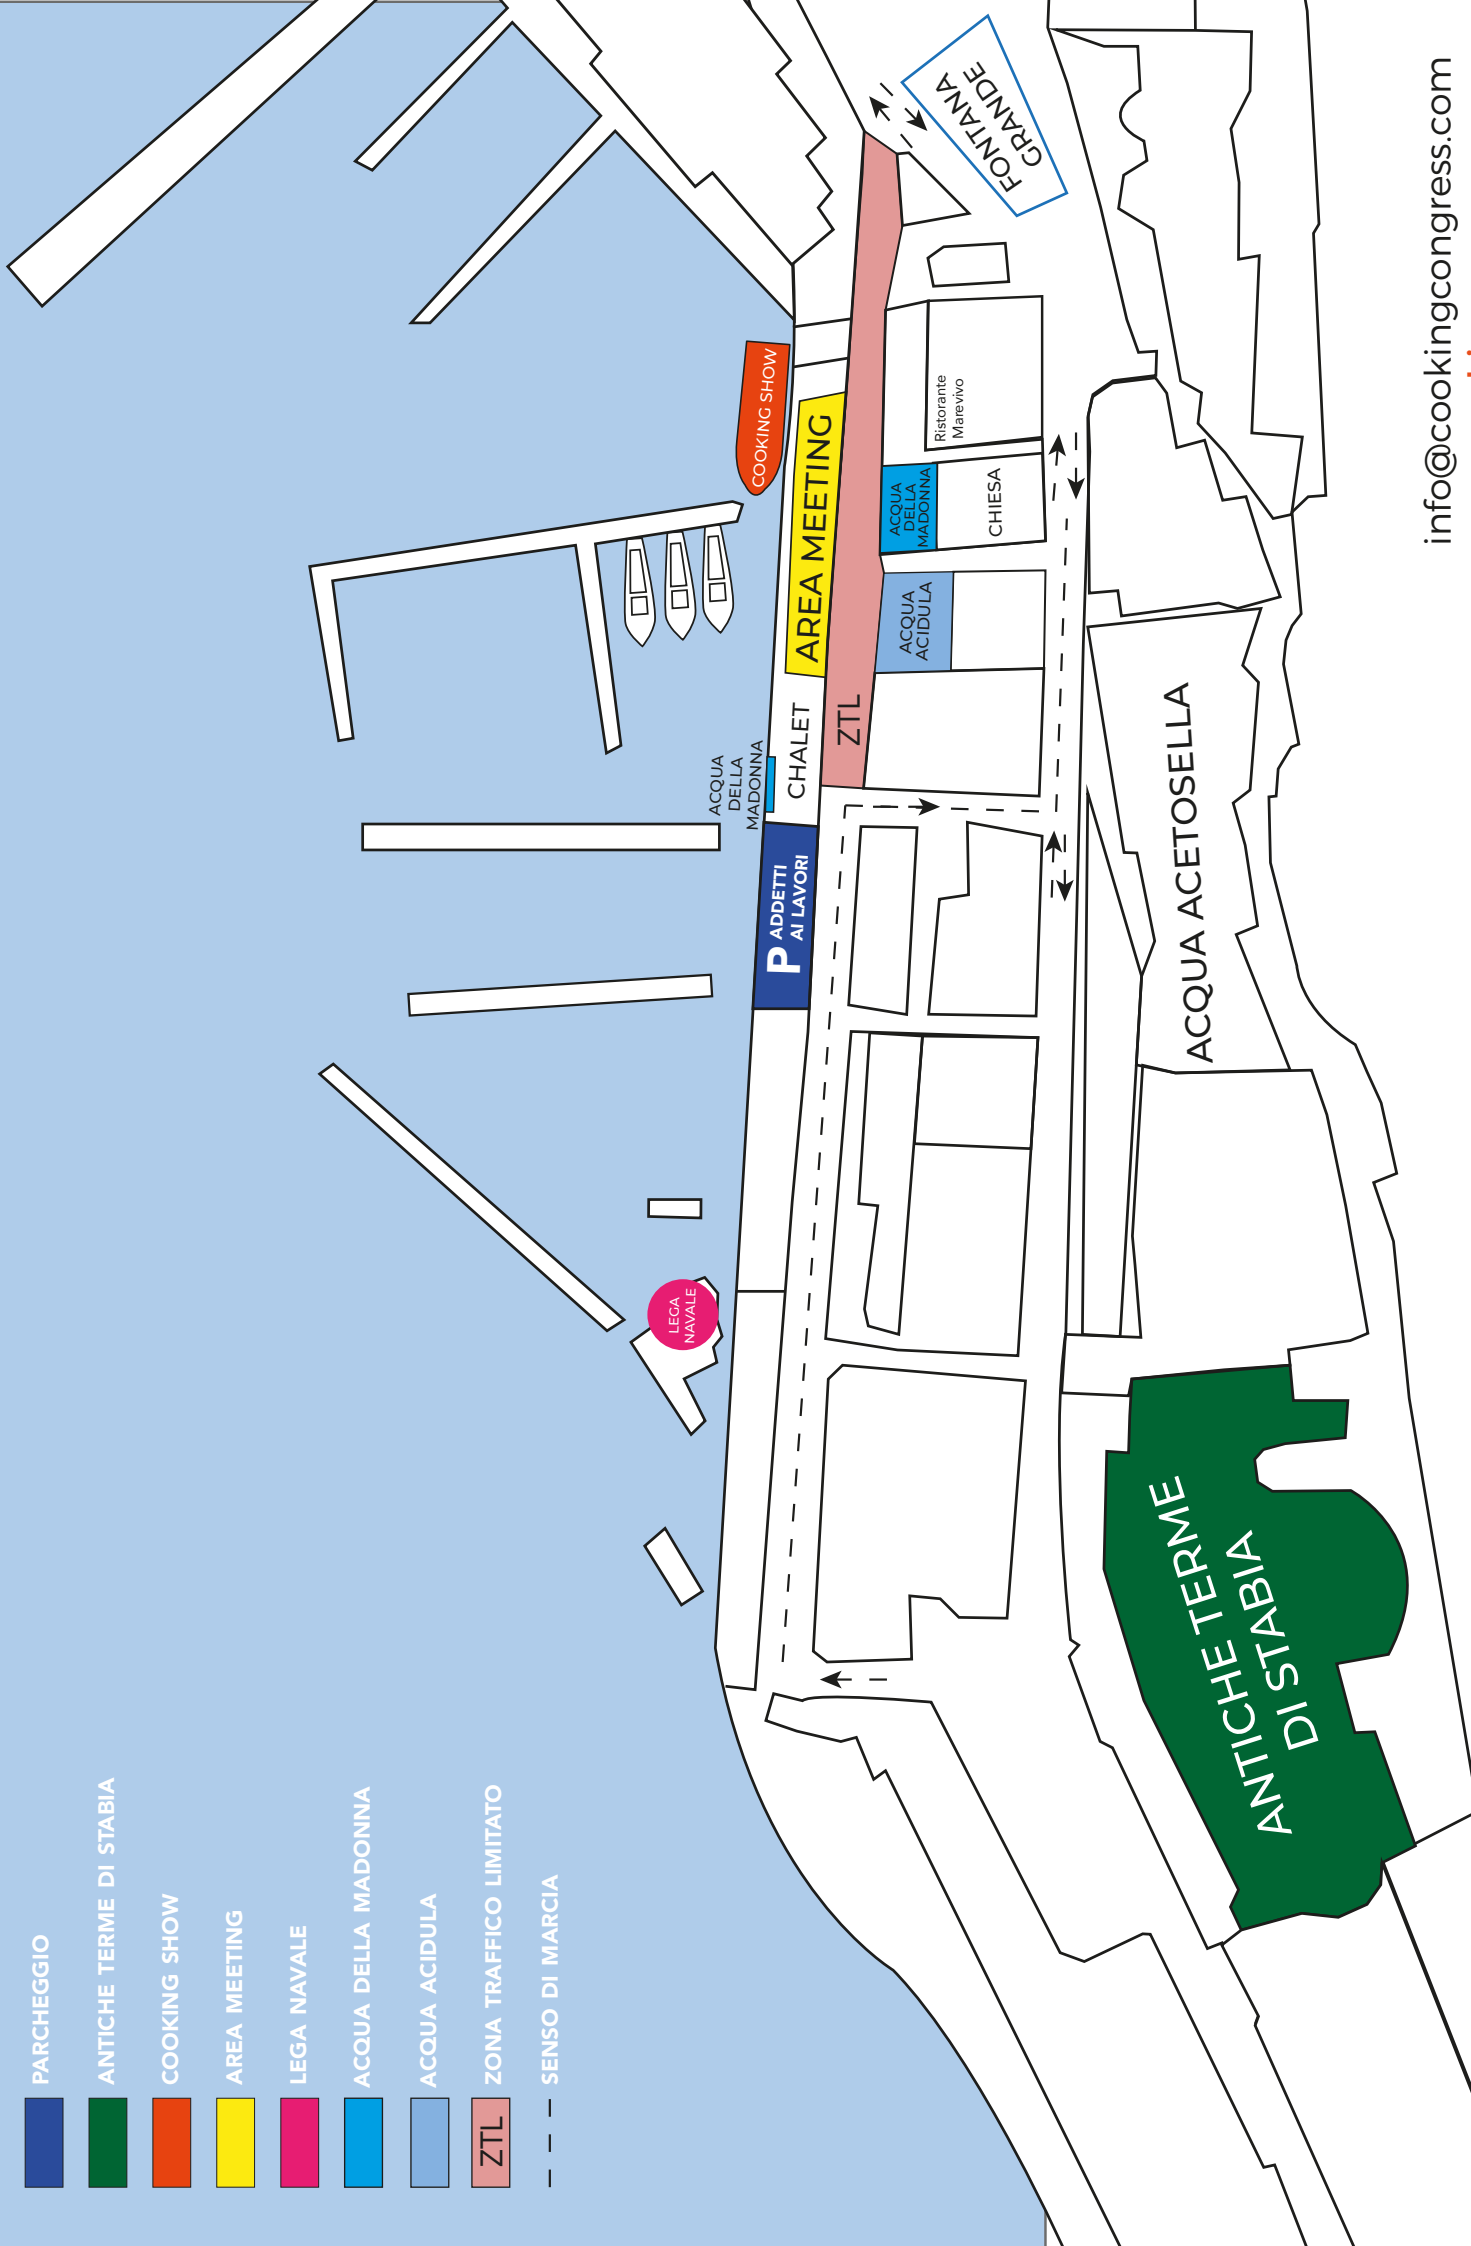 PARCHEGGIO
ANTICHE TERME DI STABIA
COOKING SHOW
AREA MEETING
LEGA NAVALE
ACQUA DELLA MADONNA
ACQUA ACIDULA
ZTL
ZONA TRAFFICO LIMITATO
SENSO DI MARCIA
LEGA
NAVALE
P ADDETTI
AI LAVORI
ACQUA
DELLA
MADONNA
CHALET
AREA MEETING
COOKING SHOW
ZTL
ACQUA
ACIDULA
ACQUA
DELLA
MADONNA
CHIESA
Ristorante
Marevivo
FONTANA
GRANDE
ACQUA ACETOSELLA
ANTICHE TERME
DI STABIA
info@cookingcongress.com